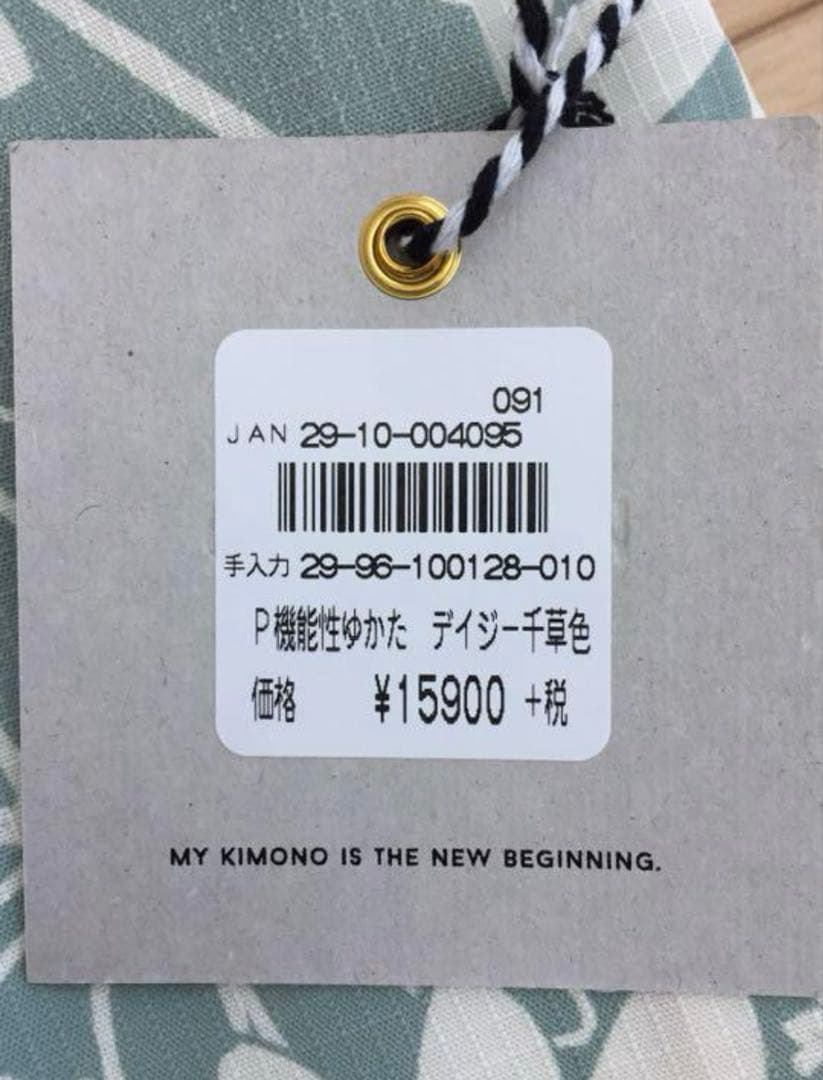 091
JAN 29-10-004095
手入力 29-96-100128-010
P機能性ゆかた デイジー千草色
価格 ¥15900 +税
MY KIMONO IS THE NEW BEGINNING.